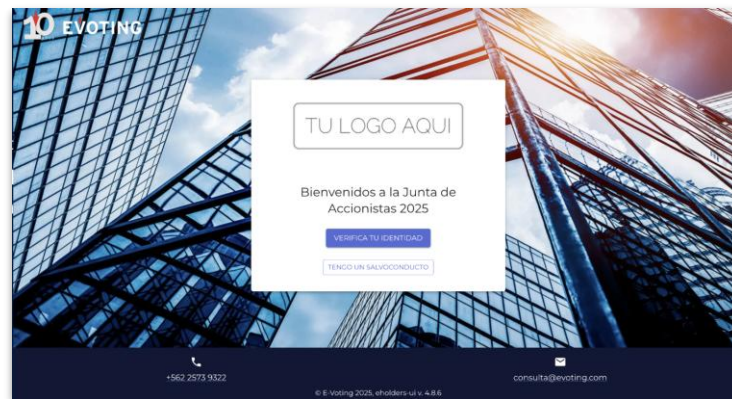 10 EVOTING
TU LOGO AQUI
Bienvenidos a la Junta de
Accionistas 2025
VERIFICA TU IDENTIDAD
TENGO UN SALVOCONDUCTO
+562 2573 9322
consulta@evoting.com
© E-Voting 2025, eholders-ui v. 4.8.6